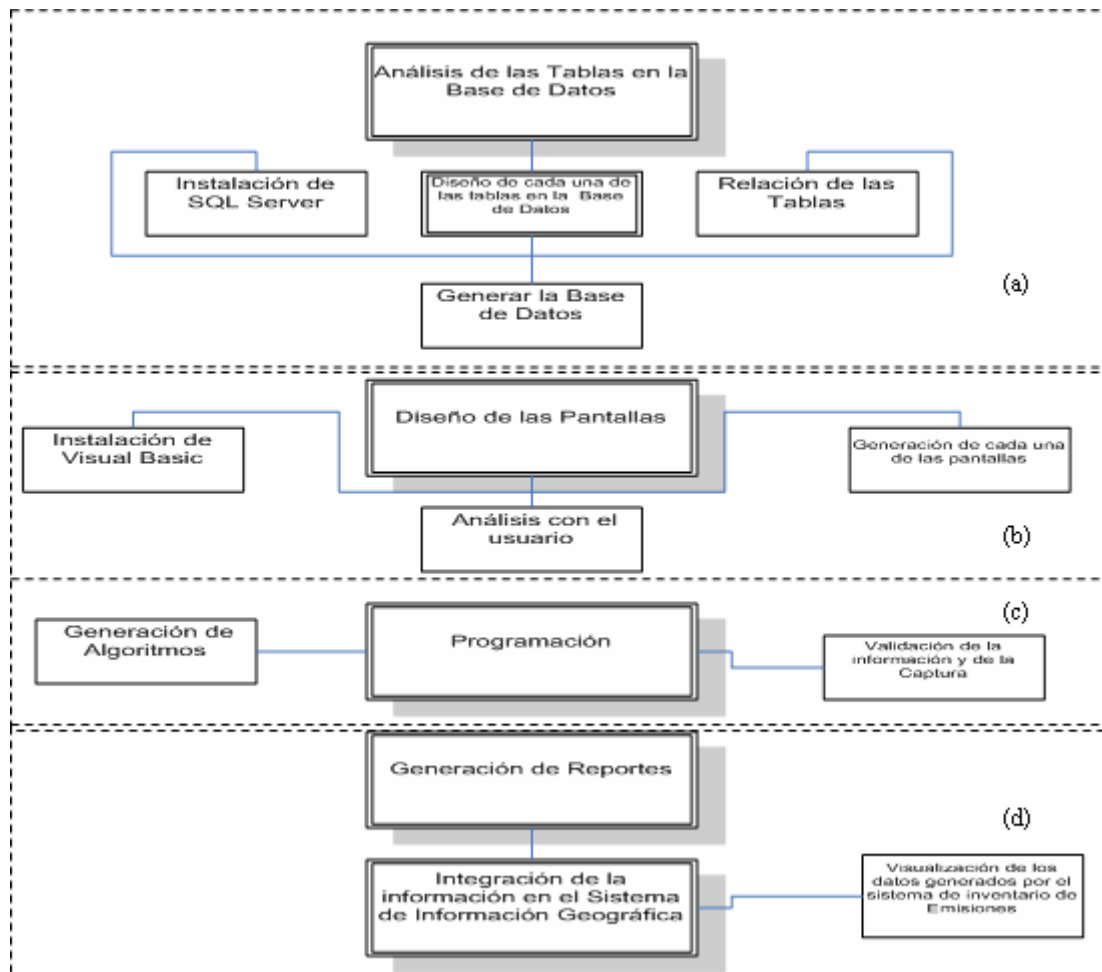 Análisis de las Tablas en la
Base de Datos
Instalación de
SQL Server
Diseño de cada una de
las tablas en la Base
de Datos
Relación de las
Tablas
Generar la Base
de Datos
(a)
Diseño de las Pantallas
Instalación de
Visual Basic
Generación de cada una
de las pantallas
Análisis con el
usuario
(b)
(c)
Generación de
Algoritmos
Programación
Validación de la
información y de la
Captura
Generación de Reportes
(d)
Integración de la
información en el Sistema
de Información Geográfica
Visualización de los
datos generados por el
sistema de inventario de
Emisiones